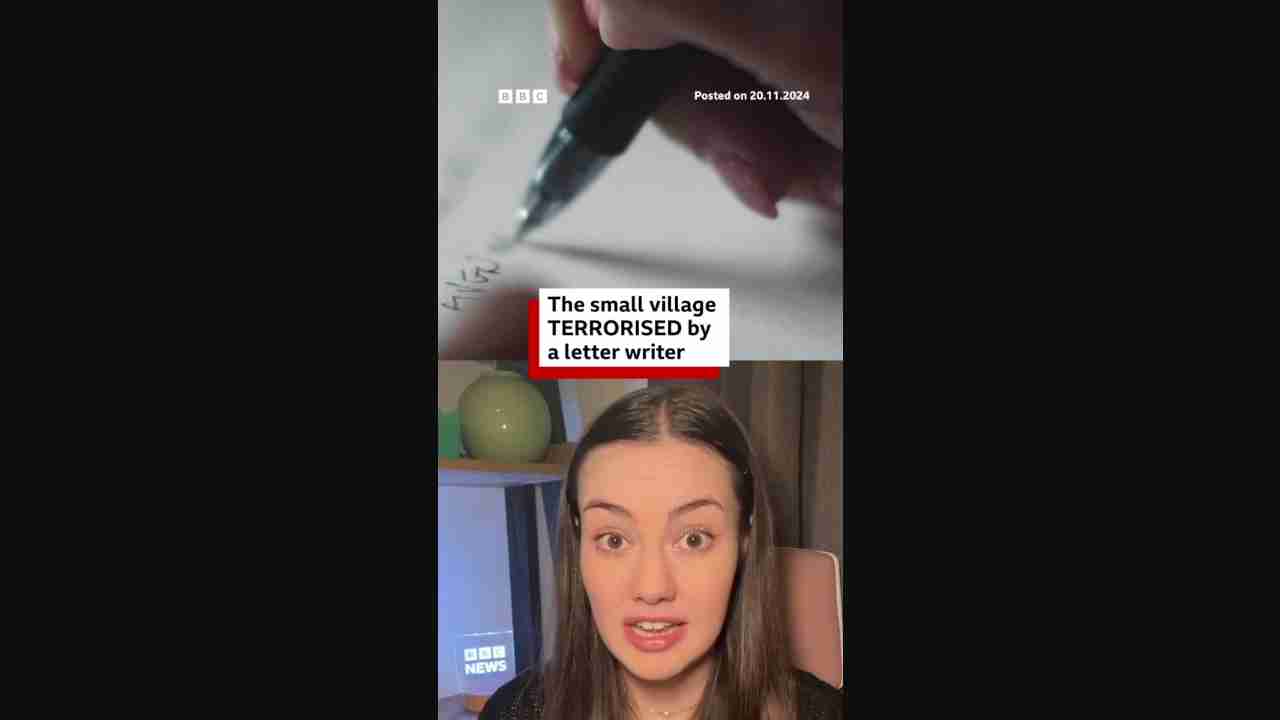 BBC
Posted on 20.11.2024
The small village
TERRORISED by
a letter writer
BBC
NEWS